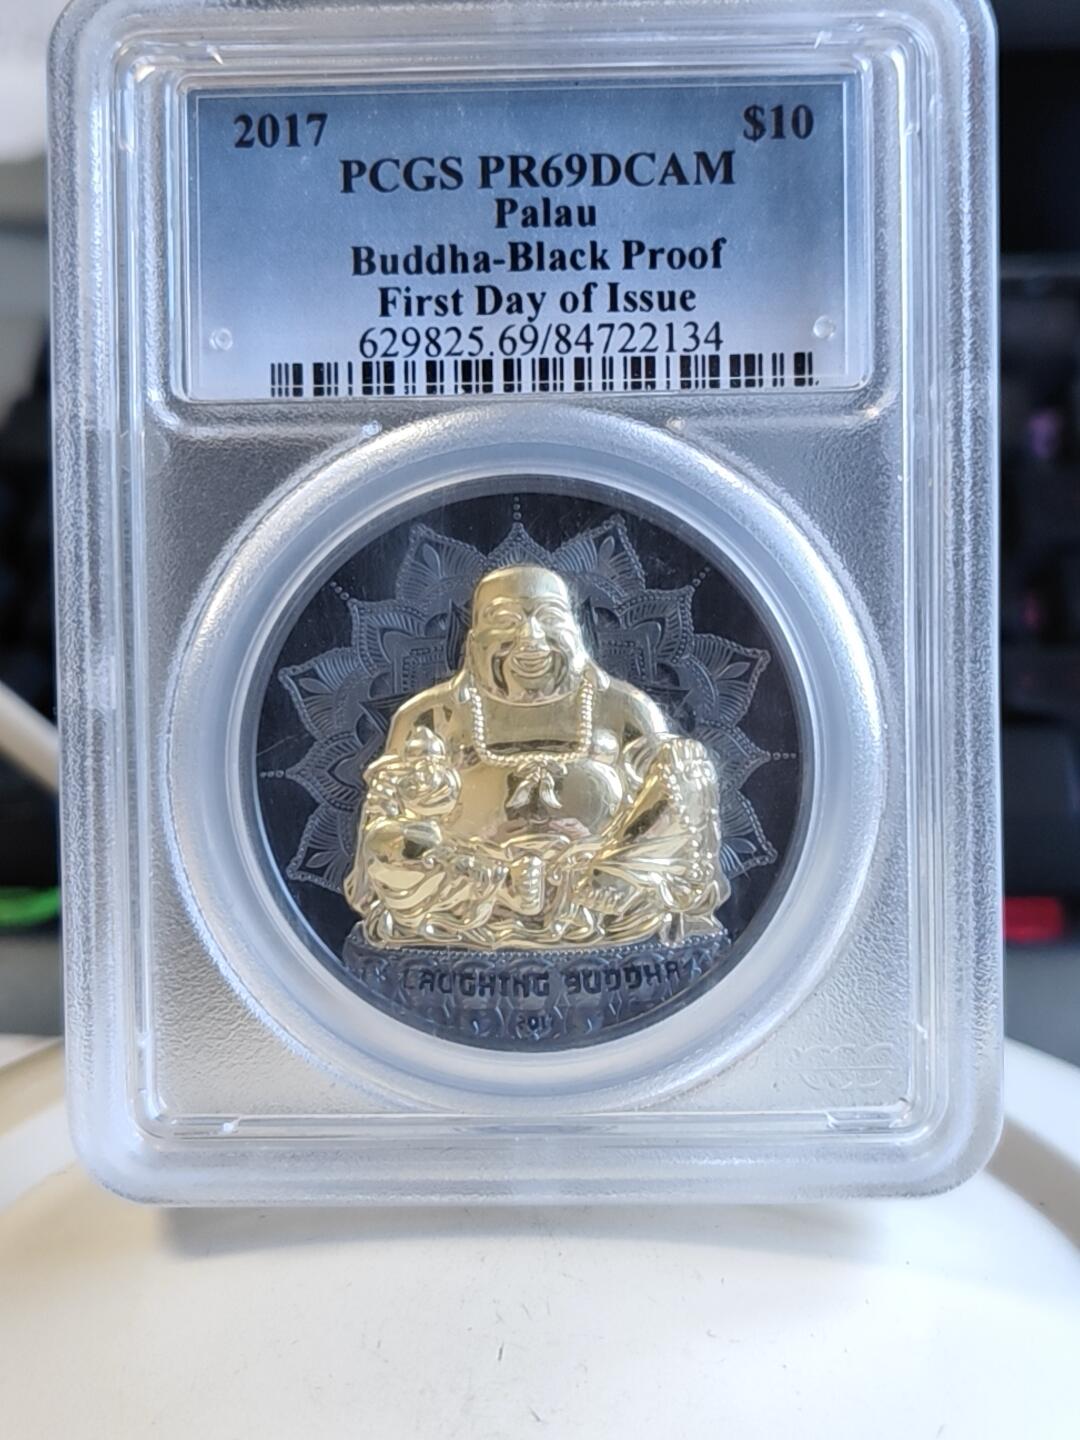 2017 $10
PCGS PR69DCAM
Palau
Buddha-Black Proof
First Day of Issue
629825.69/84722134
LAUGHING BUDDHA